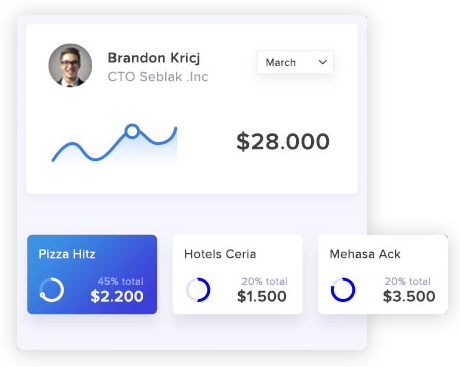 Brandon Kricj
CTO Seblak .Inc
March
$28.000
Pizza Hitz
45% total
$2.200
Hotels Ceria
20% total
$1.500
Mehasa Ack
20% total
$3.500